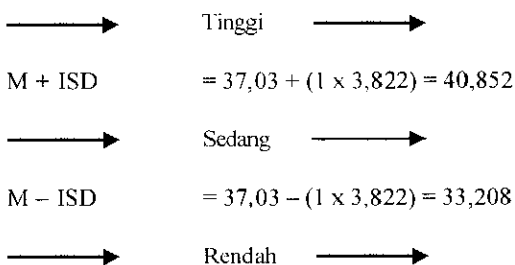 Tinggi
M + ISD = 37,03 + (1 x 3,822) = 40,852
Sedang
M – ISD = 37,03 – (1 x 3,822) = 33,208
Rendah